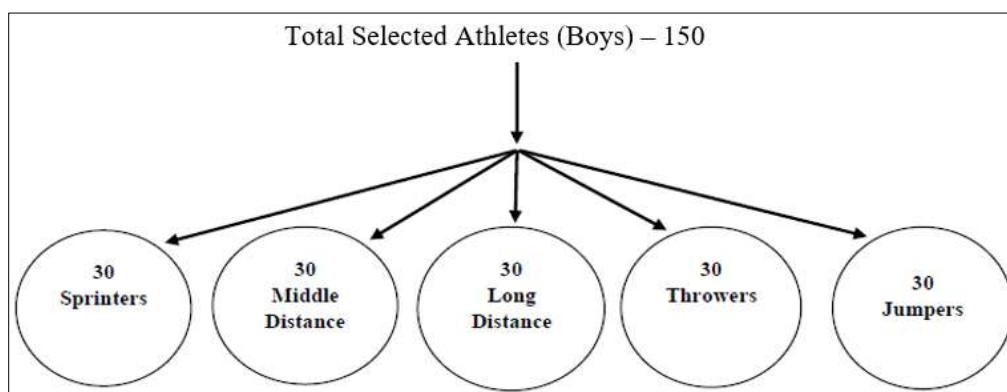 Total Selected Athletes (Boys) – 150
30
Sprinters
30
Middle
Distance
30
Long
Distance
30
Throwers
30
Jumpers